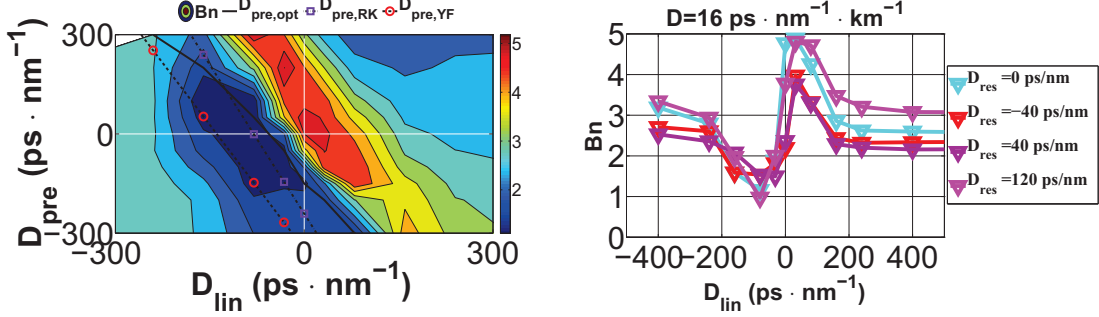 Bn D_pre,opt D_pre,RK D_pre,YF
300
0
−300
D_pre (ps · nm⁻¹)
−300 0 300
D_lin (ps · nm⁻¹)
5
4
3
2
1
D=16 ps · nm⁻¹ · km⁻¹
5
4
3
2
1
0
Bn
−400 −200 0 200 400
D_lin (ps · nm⁻¹)
D_res =0 ps/nm
D_res =−40 ps/nm
D_res =40 ps/nm
D_res =120 ps/nm